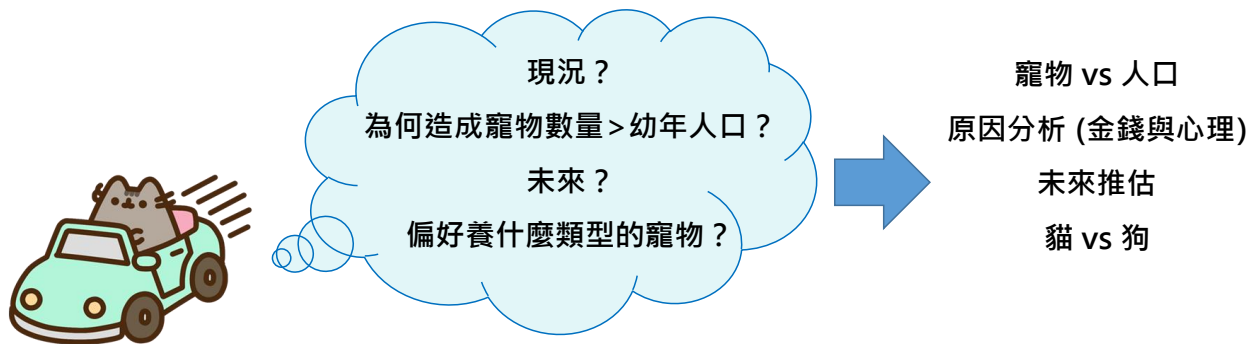 現況？
為何造成寵物數量>幼年人口？
未來？
偏好養什麼類型的寵物？
寵物 vs 人口
原因分析 (金錢與心理)
未來推估
貓 vs 狗